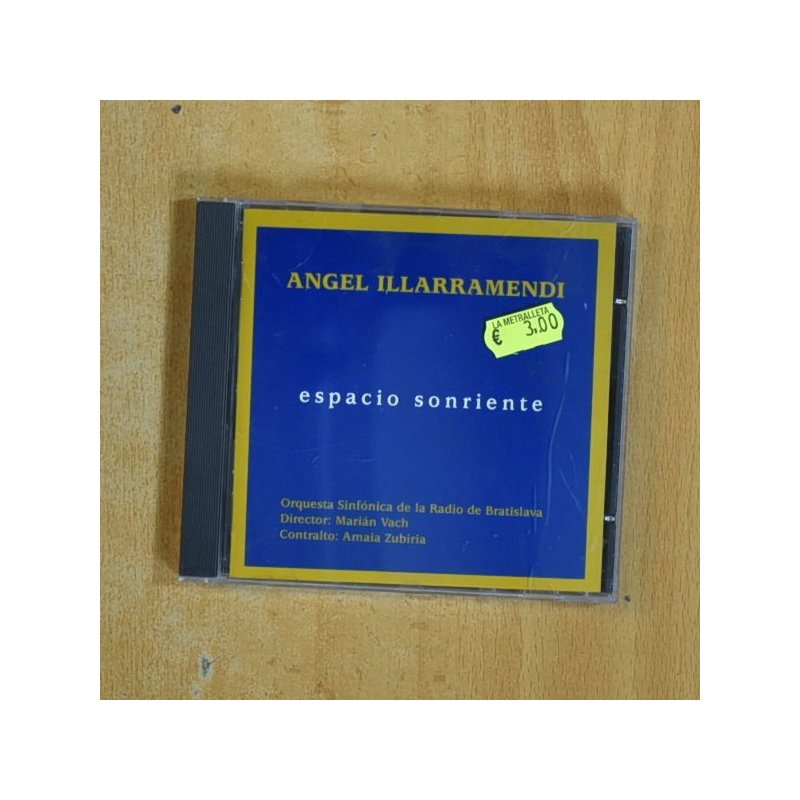 ANGEL ILLARRAMENDI
LA METRALLETA
€ 3,00
espacio sonriente
Orquesta Sinfónica de la Radio de Bratislava
Director: Marián Vach
Contralto: Amaia Zubiria